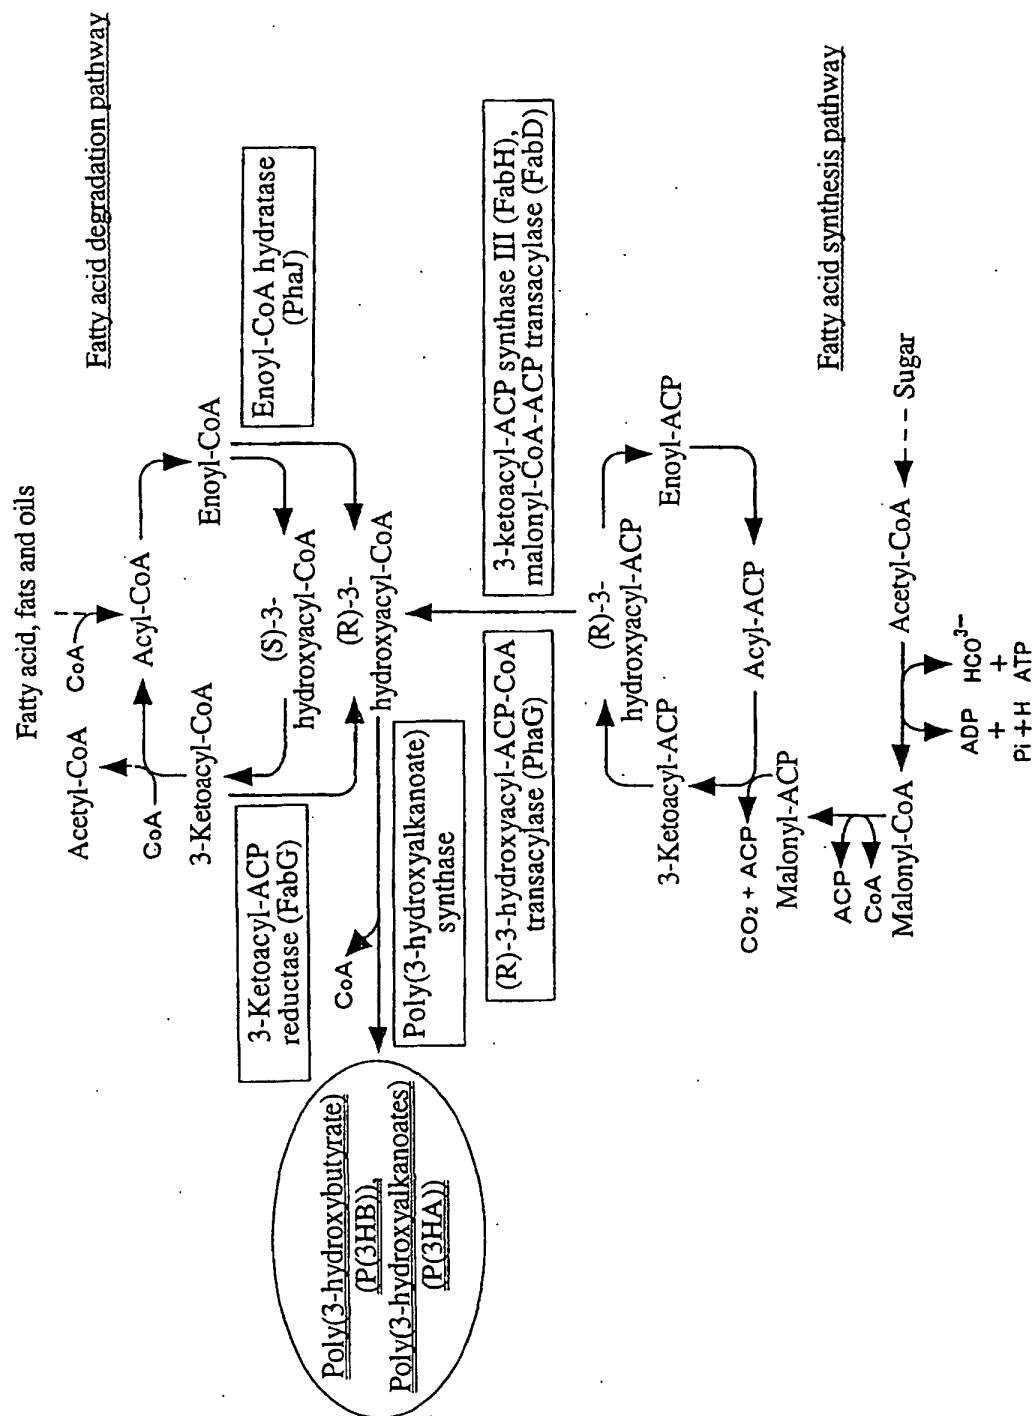 Fatty acid degradation pathway
Fatty acid, fats and oils
CoA
Acetyl-CoA
Acyl-CoA
CoA
3-Ketoacyl-CoA
Enoyl-CoA
Enoyl-CoA hydratase
(PhaJ)
(S)-3-
hydroxyacyl-CoA
3-Ketoacyl-ACP
reductase (FabG)
(R)-3-
hydroxyacyl-CoA
CoA
Poly(3-hydroxyalkanoate)
synthase
Poly(3-hydroxybutyrate)
(P(3HB)),
Poly(3-hydroxyalkanoates)
(P(3HA))
(R)-3-hydroxyacyl-ACP-CoA
transacylase (PhaG)
3-ketoacyl-ACP synthase III (FabH),
malonyl-CoA-ACP transacylase (FabD)
(R)-3-
hydroxyacyl-ACP
3-Ketoacyl-ACP
Enoyl-ACP
Acyl-ACP
CO2 + ACP
Malonyl-ACP
Fatty acid synthesis pathway
ACP
CoA
Malonyl-CoA
Acetyl-CoA
Sugar
ADP
+
Pi + H
HCO3−
+
ATP